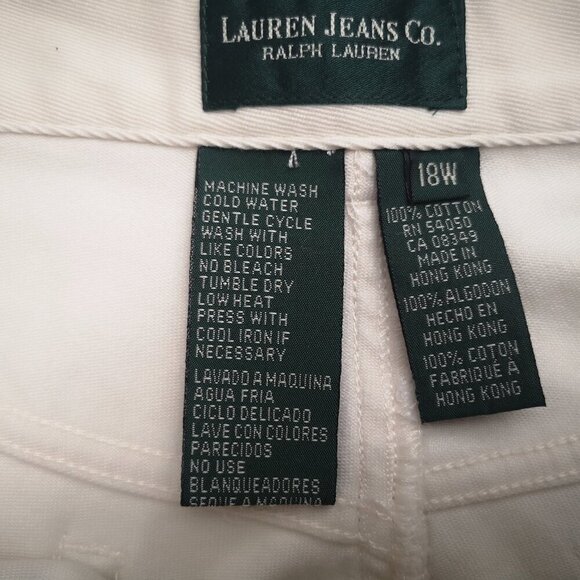 LAUREN JEANS CO.
RALPH LAUREN
MACHINE WASH
COLD WATER
GENTLE CYCLE
WASH WITH
LIKE COLORS
NO BLEACH
TUMBLE DRY
LOW HEAT
PRESS WITH
COOL IRON IF
NECESSARY
LAVADO A MAQUINA
AGUA FRIA
CICLO DELICADO
LAVE CON COLORES
PARECIDOS
NO USE
BLANQUEADORES
SEQUE A MAQUINA
18W
100% COTTON
RN 54050
CA 08349
MADE IN
HONG KONG
100% ALGODON
HECHO EN
HONG KONG
100% COTON
FABRIQUÉ A
HONG KONG